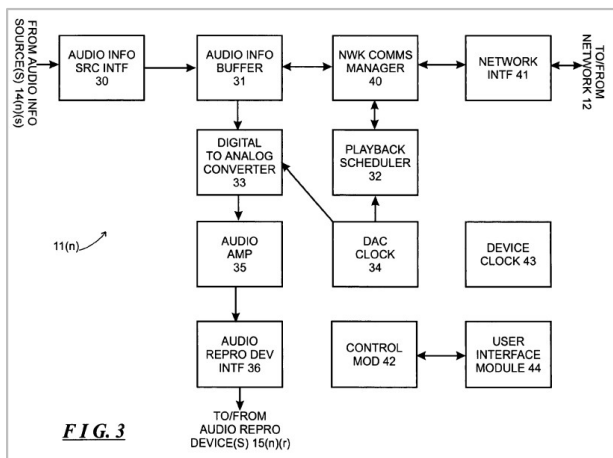 FROM AUDIO INFO
SOURCE(S) 14(n)(s)
AUDIO INFO
SRC INTF
30
AUDIO INFO
BUFFER
31
NWK COMMS
MANAGER
40
NETWORK
INTF 41
TO/FROM
NETWORK 12
DIGITAL
TO ANALOG
CONVERTER
33
PLAYBACK
SCHEDULER
32
11(n)
AUDIO
AMP
35
DAC
CLOCK
34
DEVICE
CLOCK 43
AUDIO
REPRO DEV
INTF 36
CONTROL
MOD 42
USER
INTERFACE
MODULE 44
FIG. 3
TO/FROM
AUDIO REPRO
DEVICE(S) 15(n)(r)